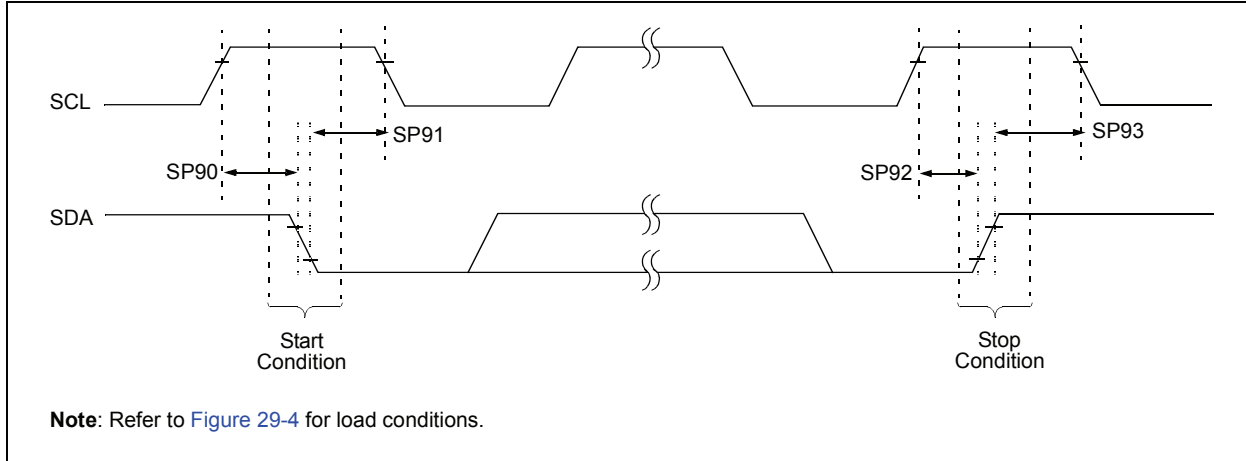 SCL
SP91
SP93
SP90
SP92
SDA
Start
Condition
Stop
Condition
Note: Refer to Figure 29-4 for load conditions.